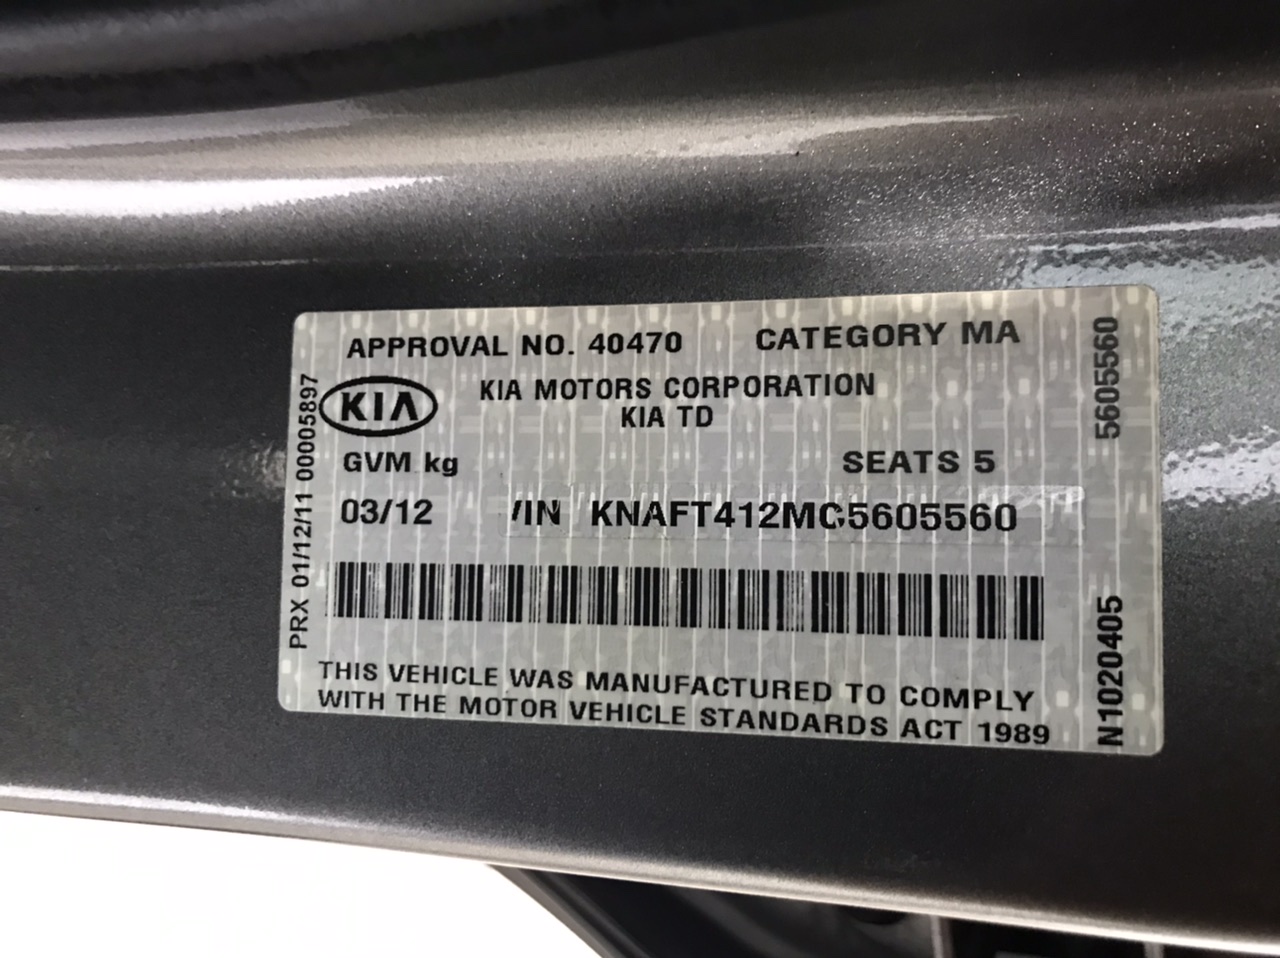 APPROVAL NO. 40470 CATEGORY MA
KIA KIA MOTORS CORPORATION
KIA TD
GVM kg SEATS 5
03/12 /IN KNAFT412MC5605560
THIS VEHICLE WAS MANUFACTURED TO COMPLY
WITH THE MOTOR VEHICLE STANDARDS ACT 1989
PRX 01/12/11 00005897
5605560
N1020405